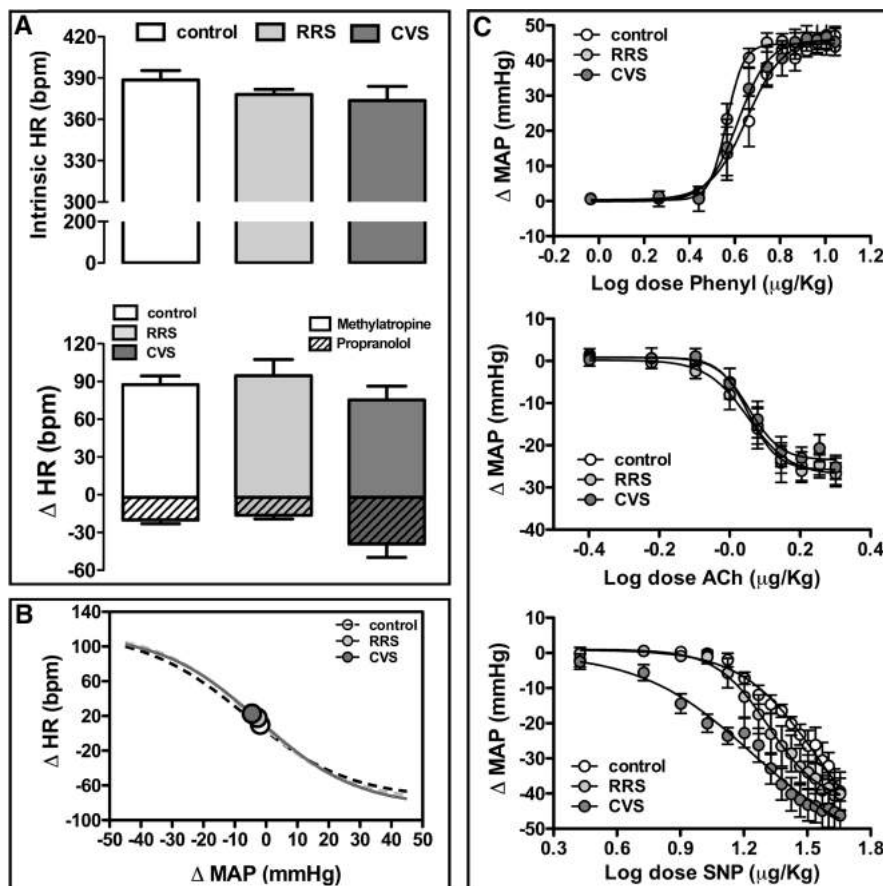 A
control RRS CVS
Intrinsic HR (bpm)
420
390
360
330
300
200
0
control
RRS
CVS
Methylatropine
Propranolol
Δ HR (bpm)
120
90
60
30
0
-30
-60
B
control
RRS
CVS
Δ HR (bpm)
140
100
60
20
-20
-60
-100
-50 -40 -30 -20 -10 0 10 20 30 40 50
Δ MAP (mmHg)
C
control
RRS
CVS
Δ MAP (mmHg)
50
40
30
20
10
0
-10
-0.2 -0.0 0.2 0.4 0.6 0.8 1.0 1.2
Log dose Phenyl (μg/Kg)
Δ MAP (mmHg)
10
0
-10
-20
-30
-40
control
RRS
CVS
-0.4 -0.2 -0.0 0.2 0.4
Log dose ACh (μg/Kg)
Δ MAP (mmHg)
10
0
-10
-20
-30
-40
-50
control
RRS
CVS
0.3 0.6 0.9 1.2 1.5 1.8
Log dose SNP (μg/Kg)